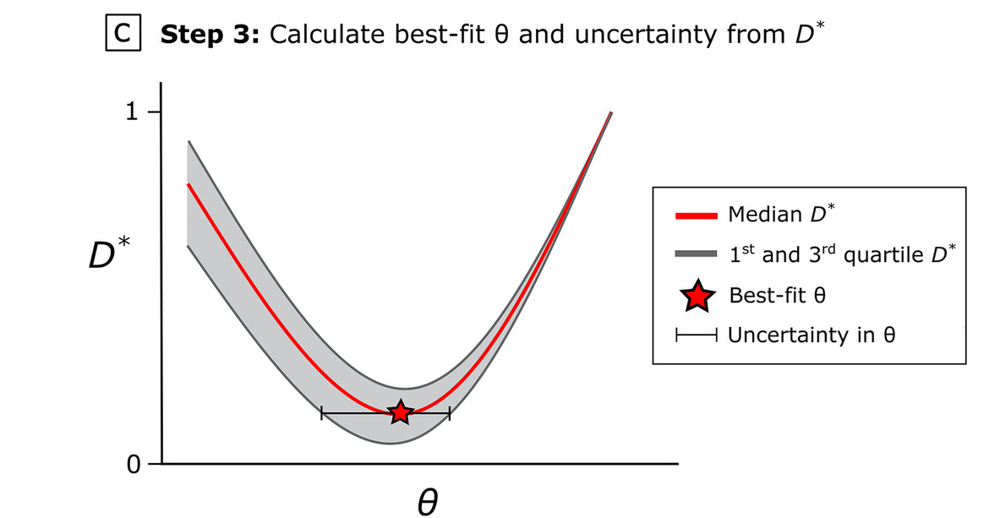 C Step 3: Calculate best-fit θ and uncertainty from D*
1
D*
0
θ
Median D*
1st and 3rd quartile D*
Best-fit θ
Uncertainty in θ